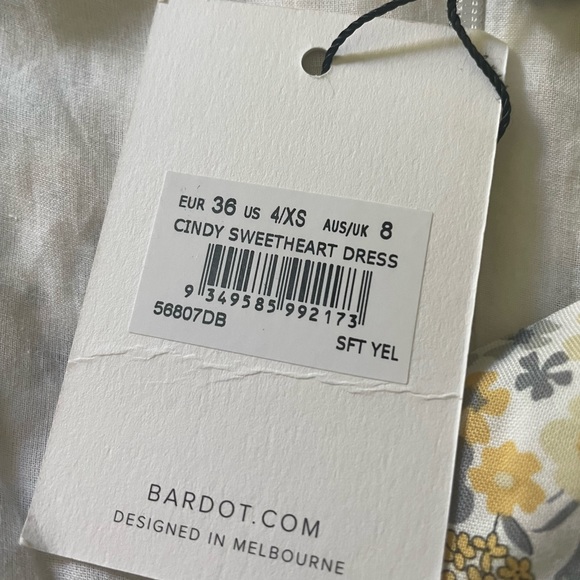 EUR 36 US 4/XS AUS/UK 8
CINDY SWEETHEART DRESS
9 349585 992173
56807DB
SFT YEL
BARDOT.COM
DESIGNED IN MELBOURNE